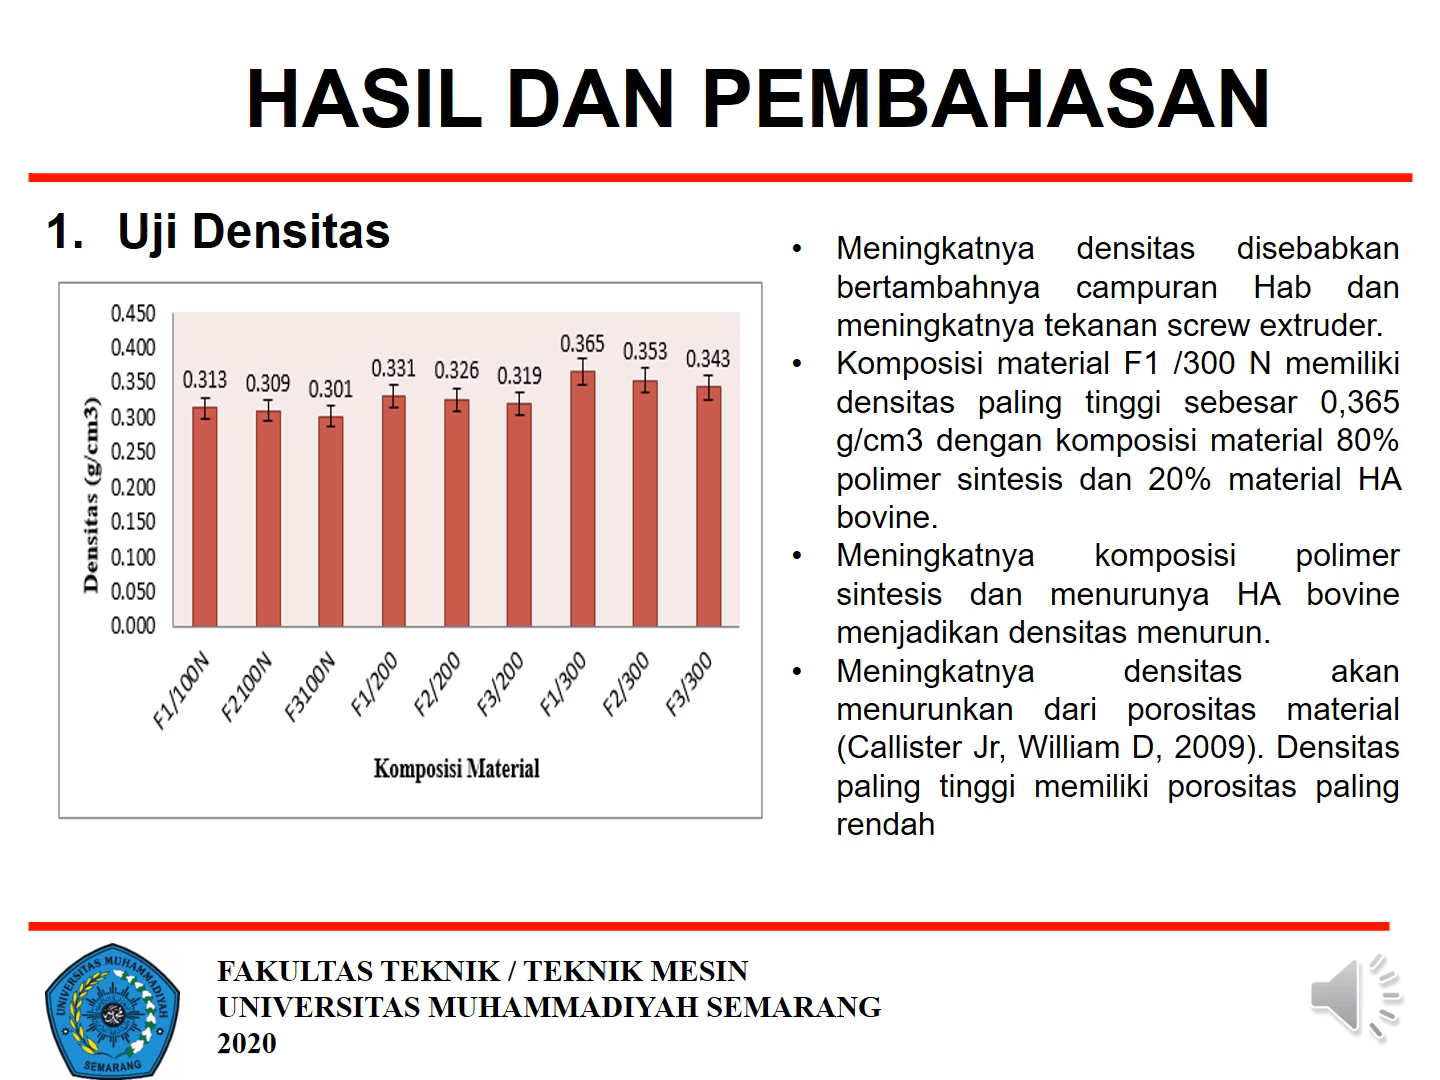 HASIL DAN PEMBAHASAN
1. Uji Densitas
0.450
0.400
0.350
0.300
0.250
0.200
0.150
0.100
0.050
0.000
Densitas (g/cm3)
0.313
0.309
0.301
0.331
0.326
0.319
0.365
0.353
0.343
F1/100N
F2100N
F3100N
F1/200
F2/200
F3/200
F1/300
F2/300
F3/300
Komposisi Material
• Meningkatnya densitas disebabkan
bertambahnya campuran Hab dan
meningkatnya tekanan screw extruder.
• Komposisi material F1 /300 N memiliki
densitas paling tinggi sebesar 0,365
g/cm3 dengan komposisi material 80%
polimer sintesis dan 20% material HA
bovine.
• Meningkatnya komposisi polimer
sintesis dan menurunya HA bovine
menjadikan densitas menurun.
• Meningkatnya densitas akan
menurunkan dari porositas material
(Callister Jr, William D, 2009). Densitas
paling tinggi memiliki porositas paling
rendah
UNIVERSITAS MUHAMMADIYAH
SEMARANG
FAKULTAS TEKNIK / TEKNIK MESIN
UNIVERSITAS MUHAMMADIYAH SEMARANG
2020